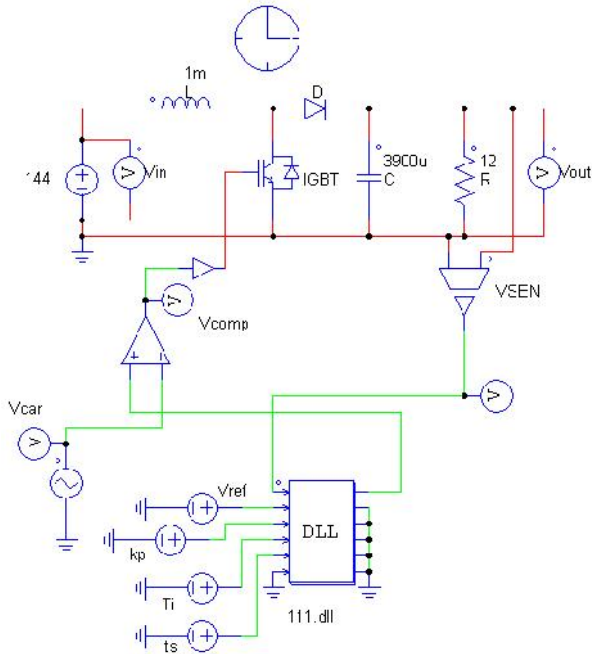 1m
L
D
144
Vin
IGBT
3900u
C
12
R
Vout
V
V
V
VSEN
Vcomp
V
V
Vcar
Vref
kp
Ti
ts
DLL
111.dll